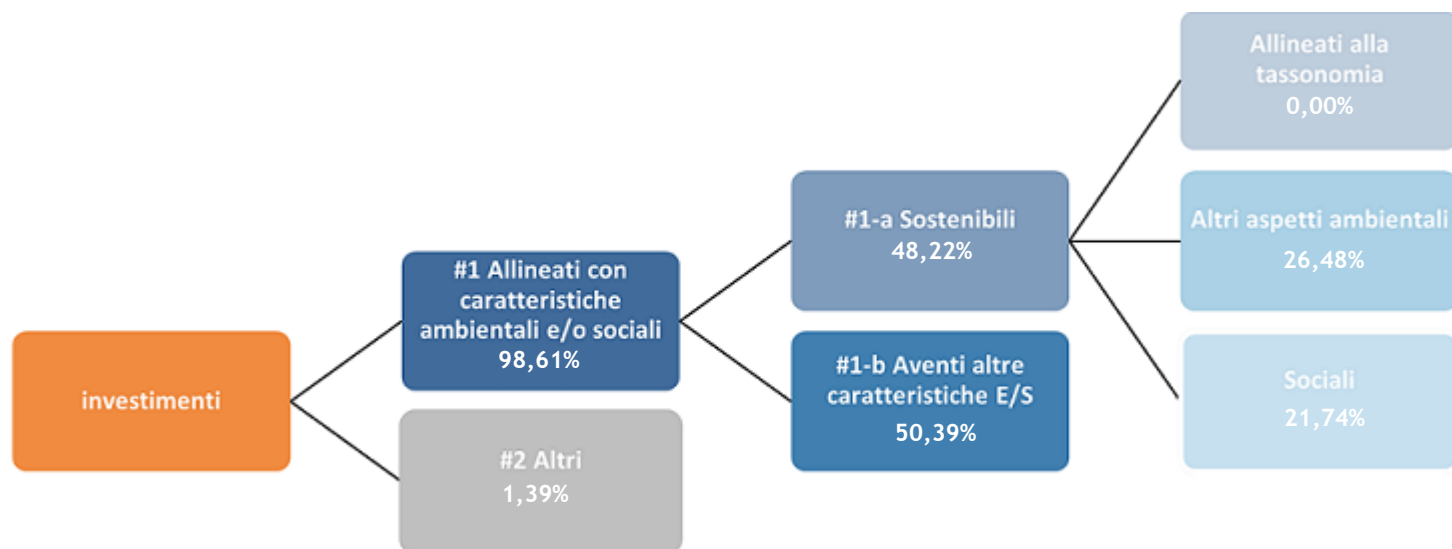 investimenti
#1 Allineati con
caratteristiche
ambientali e/o sociali
98,61%
#2 Altri
1,39%
#1-a Sostenibili
48,22%
#1-b Aventi altre
caratteristiche E/S
50,39%
Allineati alla
tassonomia
0,00%
Altri aspetti ambientali
26,48%
Sociali
21,74%